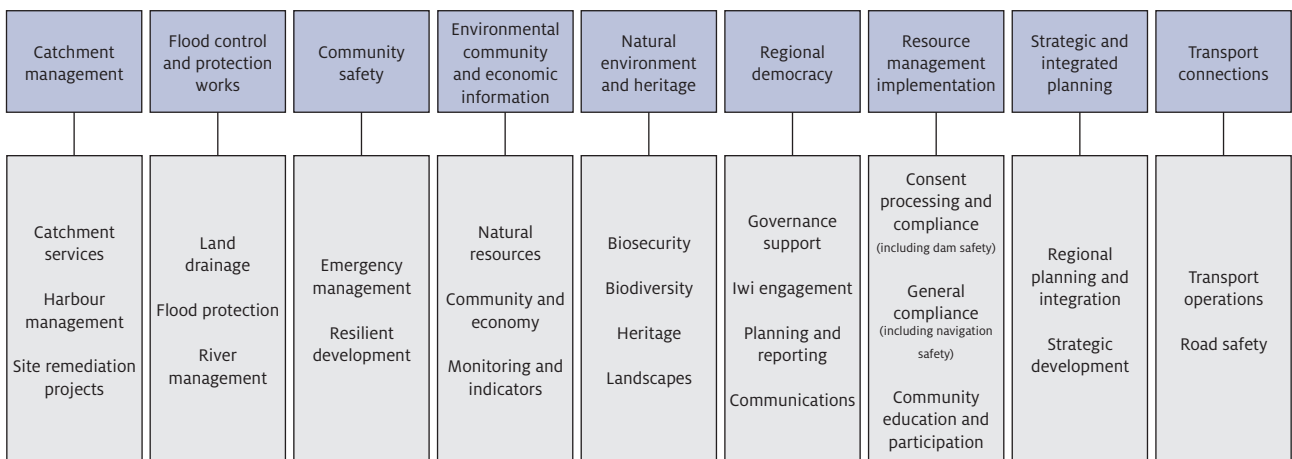 Catchment
management
Flood control
and protection
works
Community
safety
Environmental
community
and economic
information
Natural
environment
and heritage
Regional
democracy
Resource
management
implementation
Strategic and
integrated
planning
Transport
connections
Catchment
services
Harbour
management
Site remediation
projects
Land
drainage
Flood protection
River
management
Emergency
management
Resilient
development
Natural
resources
Community and
economy
Monitoring and
indicators
Biosecurity
Biodiversity
Heritage
Landscapes
Governance
support
Iwi engagement
Planning and
reporting
Communications
Consent
processing and
compliance
(including dam safety)
General
compliance
(including navigation
safety)
Community
education and
participation
Regional
planning and
integration
Strategic
development
Transport
operations
Road safety